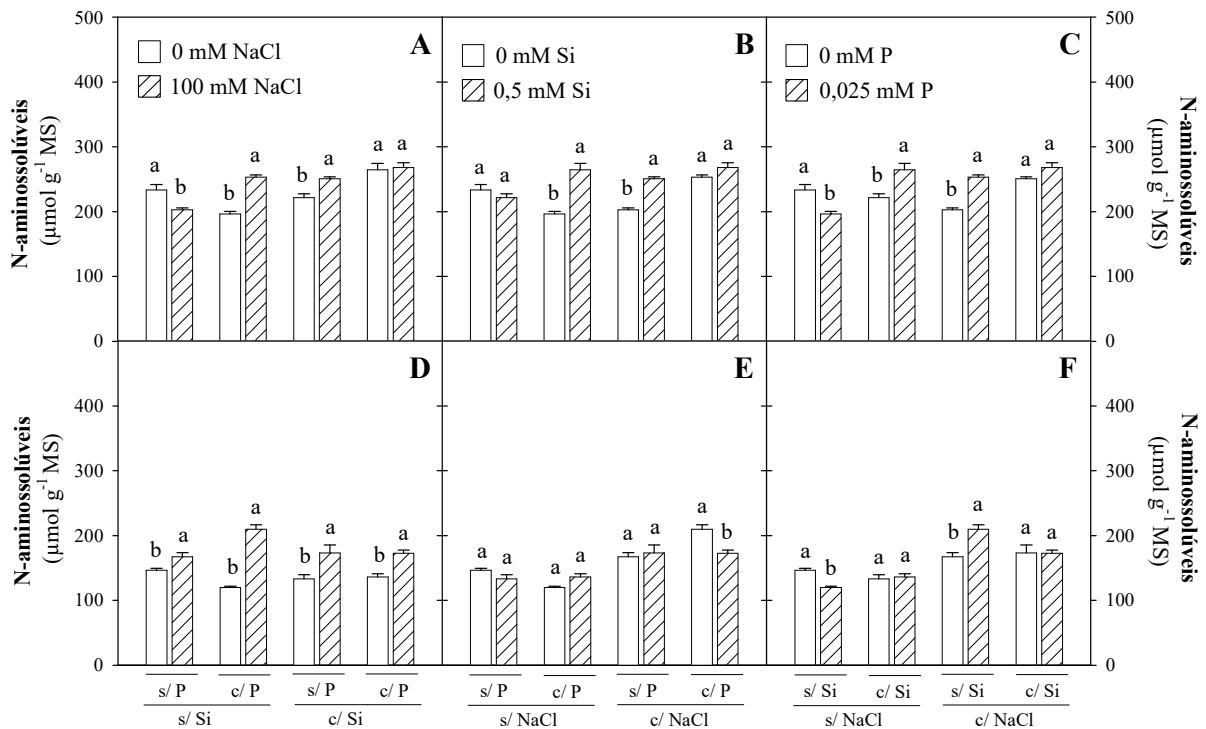 500
400
300
200
100
0
N-aminossolúveis
(µmol g⁻¹ MS)
0 mM NaCl
100 mM NaCl
A
a b b a b a a a
0 mM Si
0,5 mM Si
B
a a b a b a a a
0 mM P
0,025 mM P
C
a b b a b a a a
500
400
300
200
100
0
N-aminossolúveis
(µmol g⁻¹ MS)
400
300
200
100
0
N-aminossolúveis
(µmol g⁻¹ MS)
D
b a b a b a b a
E
a a a a a a a b
F
a b a a b a a a
400
300
200
100
0
N-aminossolúveis
(µmol g⁻¹ MS)
s/ P c/ P s/ P c/ P
s/ Si c/ Si
s/ P c/ P s/ P c/ P
s/ NaCl c/ NaCl
s/ Si c/ Si s/ Si c/ Si
s/ NaCl c/ NaCl